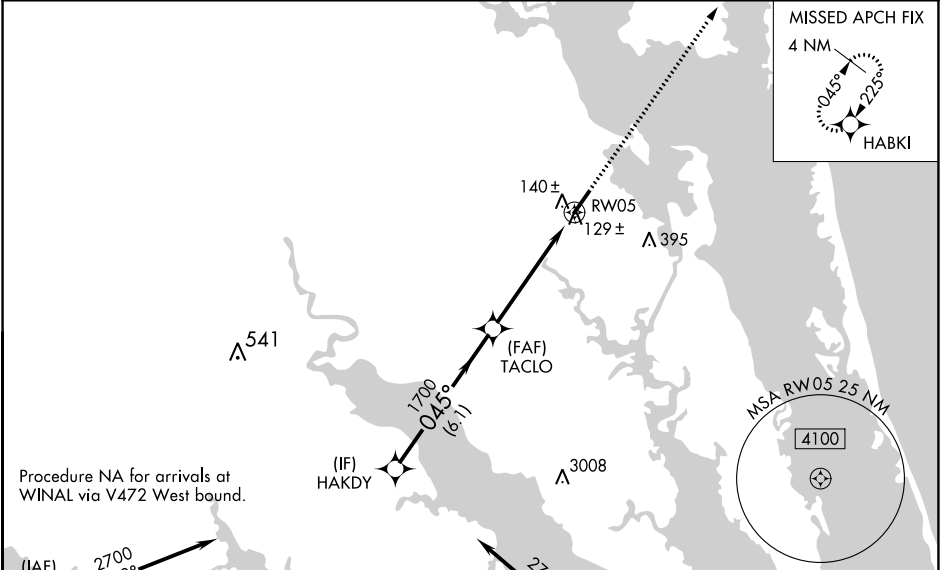 MISSED APCH FIX
4 NM
045°
225°
HABKI
140 ±
RW05
129 ±
395
541
(FAF)
TACLO
1700
045°
(6.1)
MSA RW05 25 NM
4100
(IF)
HAKDY
3008
Procedure NA for arrivals at
WINAL via V472 West bound.
(IAF)
2700